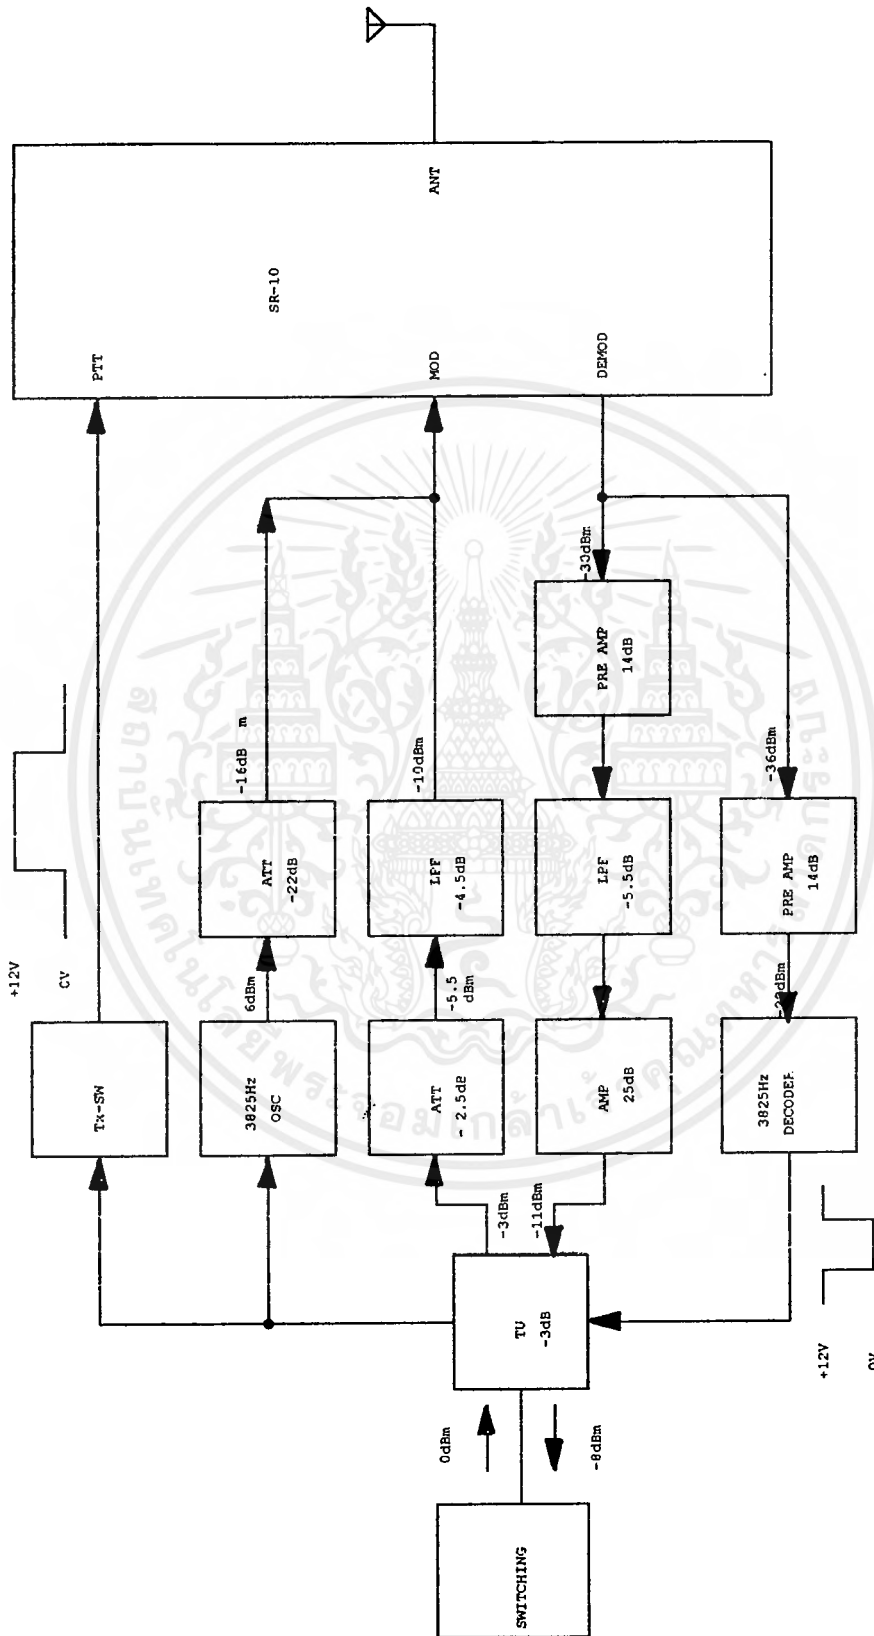 SWITCHING
0dBm
-8dBm
TU
-3dB
-3dBm
-11dBm
TX-SW
+12V
CV
PTT
3825Hz
OSC
6dBm
ATT
-22dB
-16dB m
ATT
- 2.5dB
-5.5
dBm
LPF
-4.5dB
-10dBm
MOD
AMP
25dB
LPF
-5.5dB
PRE AMP
14dB
-30dBm
DEMOD
3825Hz
DECODER
PRE AMP
14dB
-36dBm
+12V
0V
SR-10
ANT